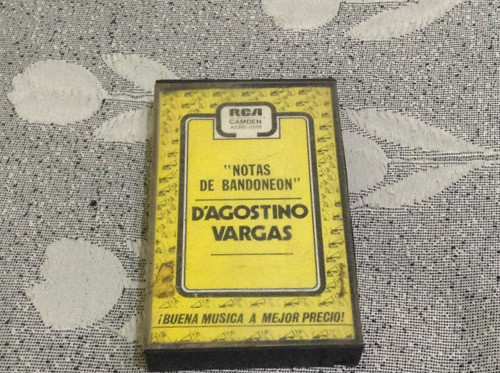 RCA
CAMDEN
"NOTAS
DE BANDONEON"
D'AGOSTINO
VARGAS
¡BUENA MUSICA A MEJOR PRECIO!